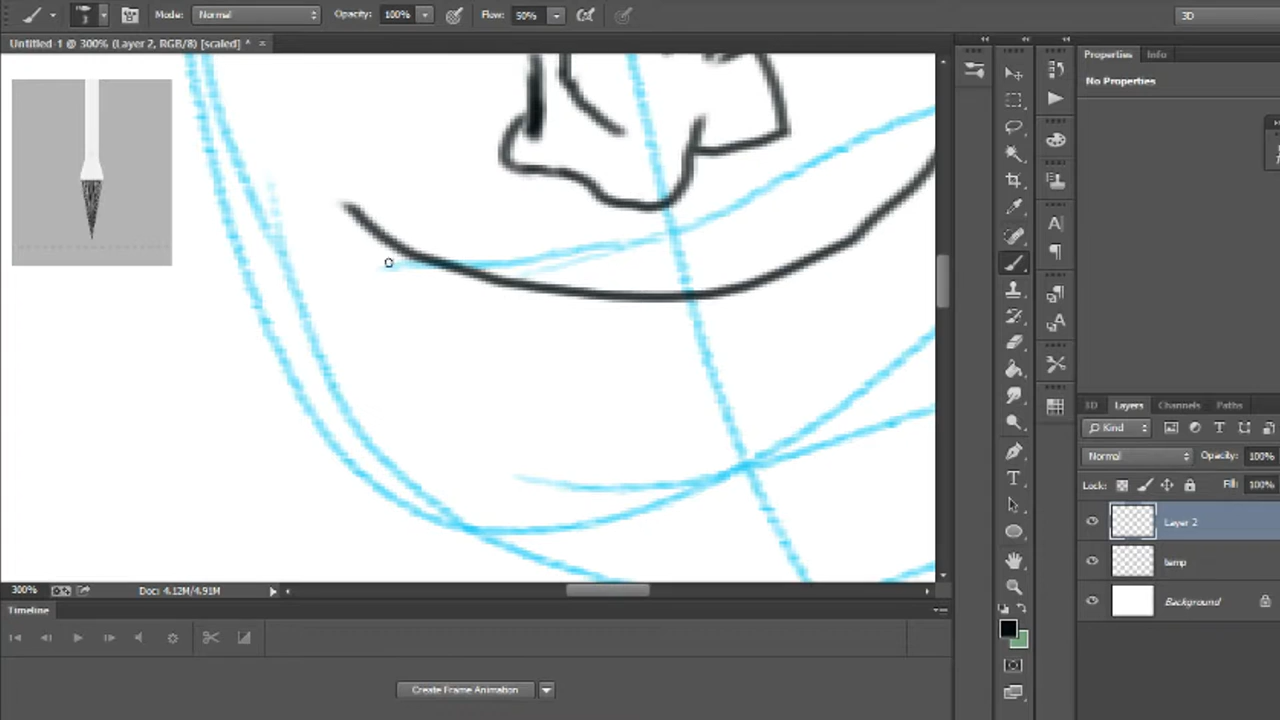 3 Mode: Normal Opacity: 100% Flow: 50% 3D
Untitled-1 @ 300% (Layer 2, RGB/8) [scaled] * ×
Properties Info
No Properties
3D Layers Channels Paths
Kind
Normal Opacity: 100%
Lock: Fill: 100%
Layer 2
temp
Background
300% Doc: 4.12M/4.91M
Timeline
Create Frame Animation